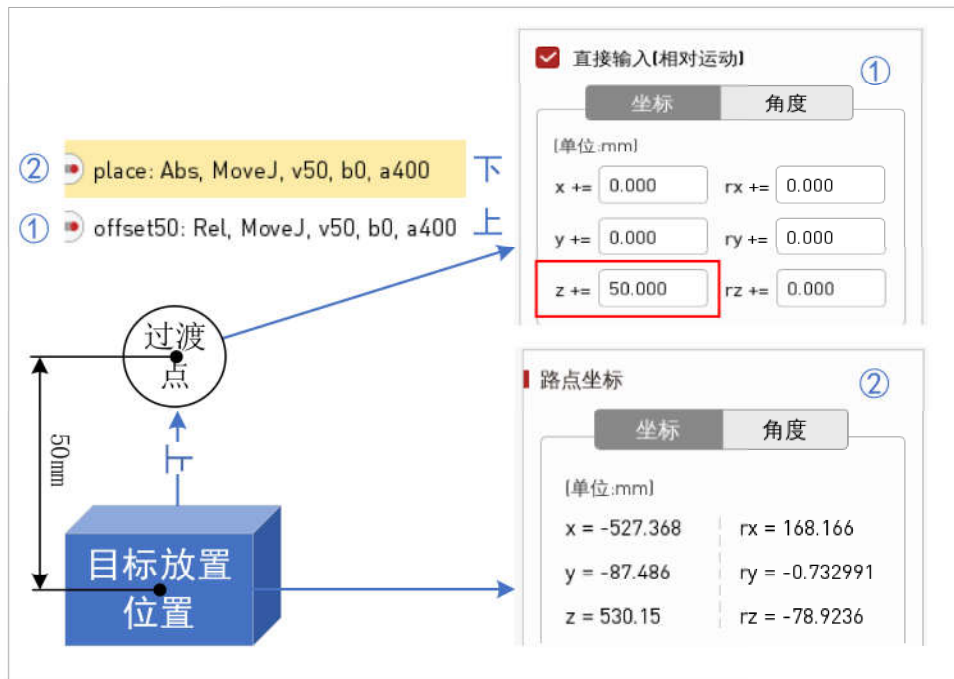 ② place: Abs, MoveJ, v50, b0, a400 下
① offset50: Rel, MoveJ, v50, b0, a400 上
过渡
点
50mm
上
目标放置
位置
直接输入(相对运动)
①
坐标 角度
(单位:mm)
x += 0.000 rx += 0.000
y += 0.000 ry += 0.000
z += 50.000 rz += 0.000
路点坐标
②
坐标 角度
(单位:mm)
x = -527.368 rx = 168.166
y = -87.486 ry = -0.732991
z = 530.15 rz = -78.9236